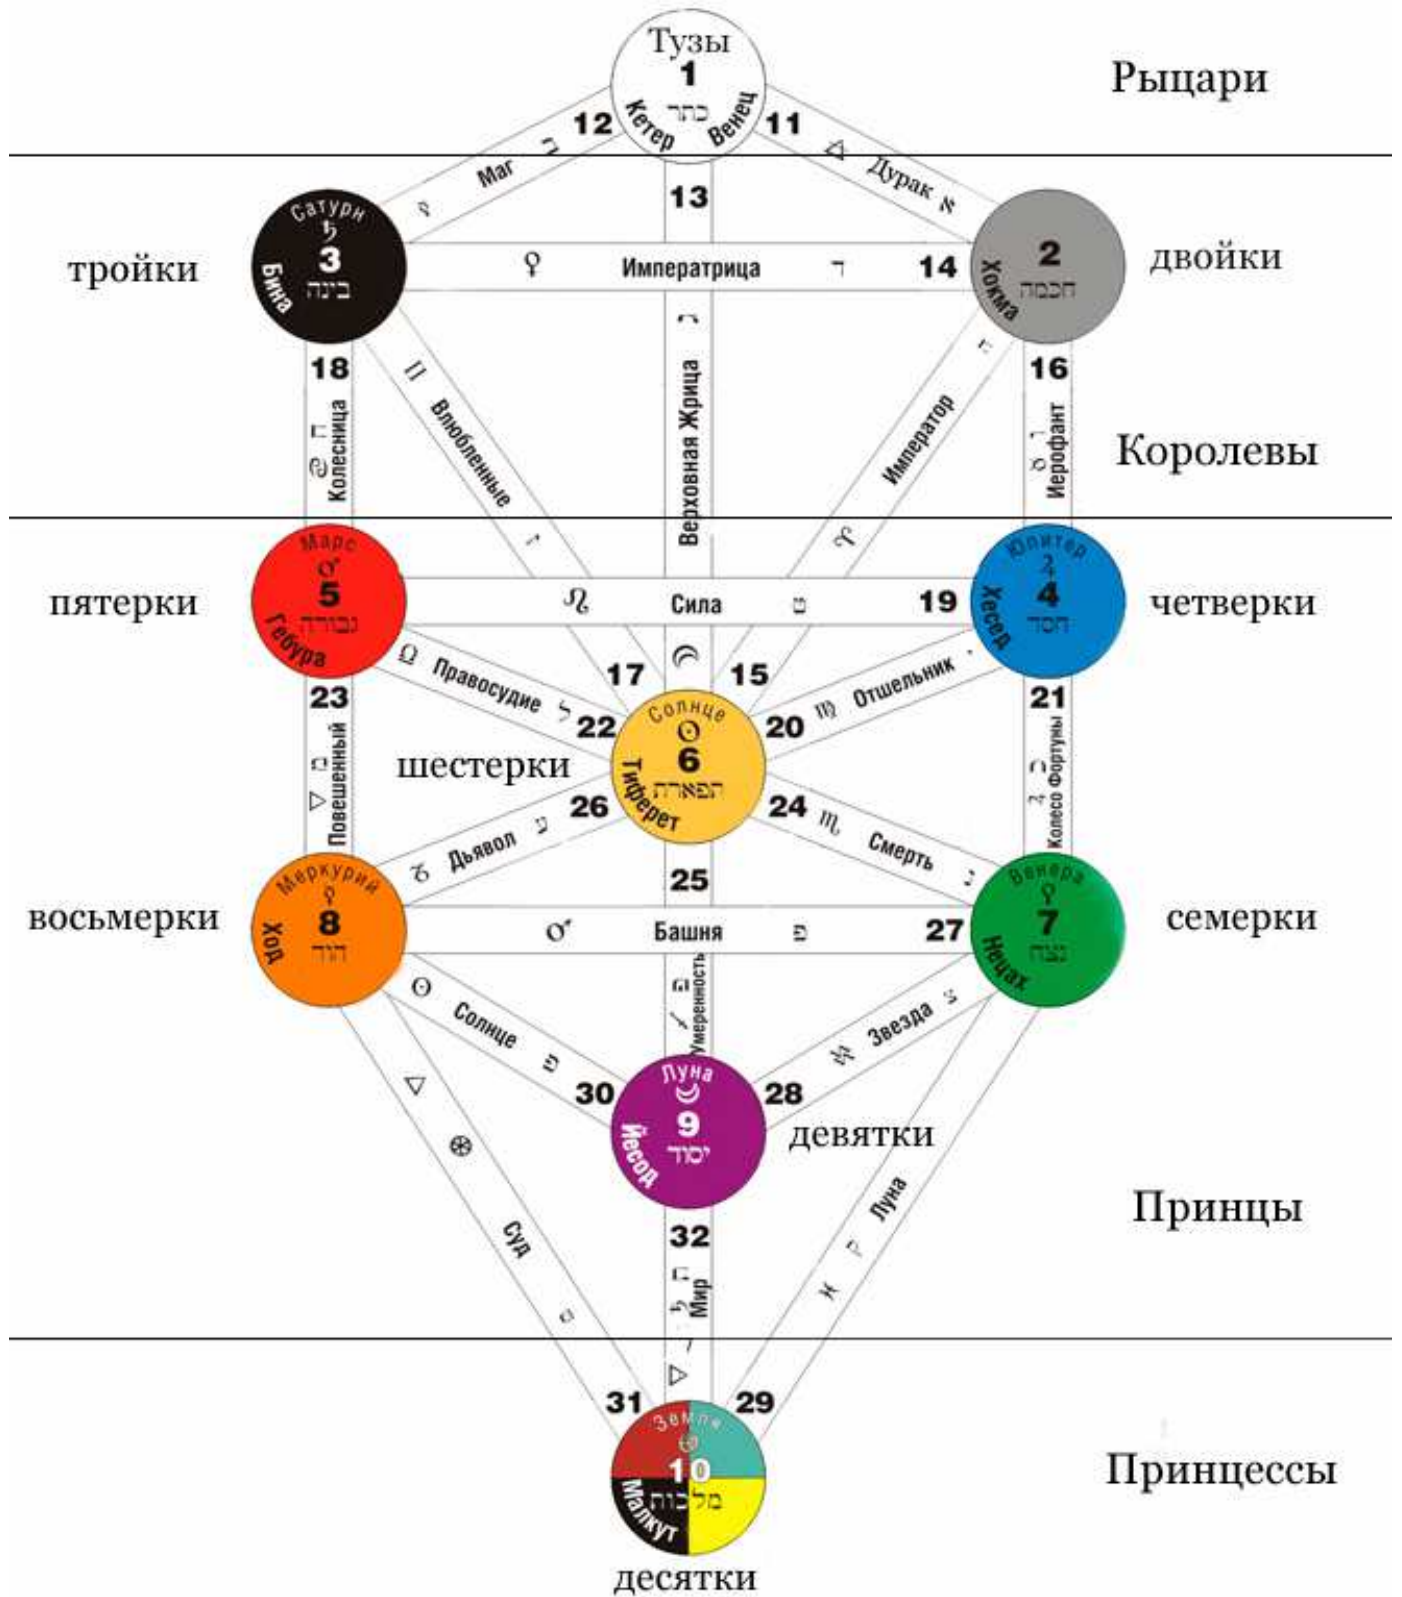 Тузы
1
כתר
Кетер
Венец
Рыцари
12
11
Маг
Дурак
א
13
Сатурн
♄
3
בינה
Бина
тройки
♀
Императрица
ד
14
2
חכמה
Хокма
двойки
18
ח
♋
Колесница
♊
Влюбленные
ז
Верховная Жрица
Император
♈
16
ו
♉
Иерофант
Королевы
Марс
♂
5
גבורה
Гебура
пятерки
♌
Сила
ט
19
Юпитер
♃
4
חסד
Хесед
четверки
Правосудие
ל
22
17
☾
15
20
♍
Отшельник
23
מ
▽
Повешенный
21
כ
♃
Колесо Фортуны
Солнце
☉
6
תפארת
Тиферет
шестерки
26
ע
Дьявол
♑
24
♏
Смерть
נ
25
Меркурий
☿
8
הוד
Ход
восьмерки
♂
Башня
פ
27
Венера
♀
7
נצח
Нецах
семерки
Умеренность
☉
Солнце
30
28
Звезда
Луна
☽
9
יסוד
Йесод
девятки
△
Суд
32
ת
♄
Мир
Луна
♓
Принцы
31
29
Земля
10
מלכות
Малкут
десятки
Принцессы